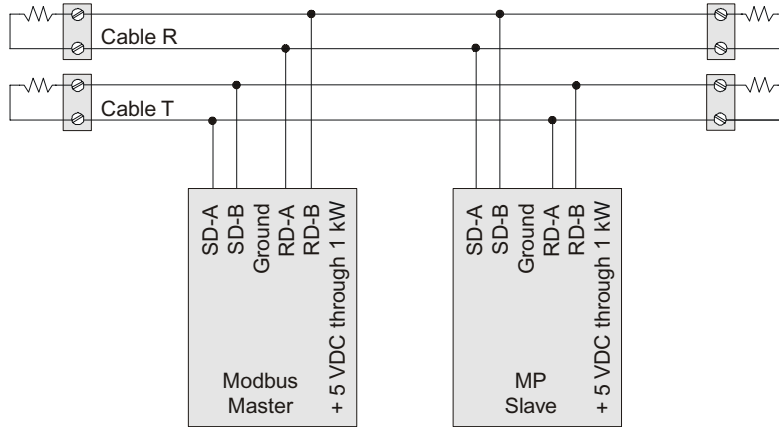 Cable R
Cable T
SD-A
SD-B
Ground
RD-A
RD-B
+ 5 VDC through 1 kW
Modbus
Master
SD-A
SD-B
Ground
RD-A
RD-B
+ 5 VDC through 1 kW
MP
Slave